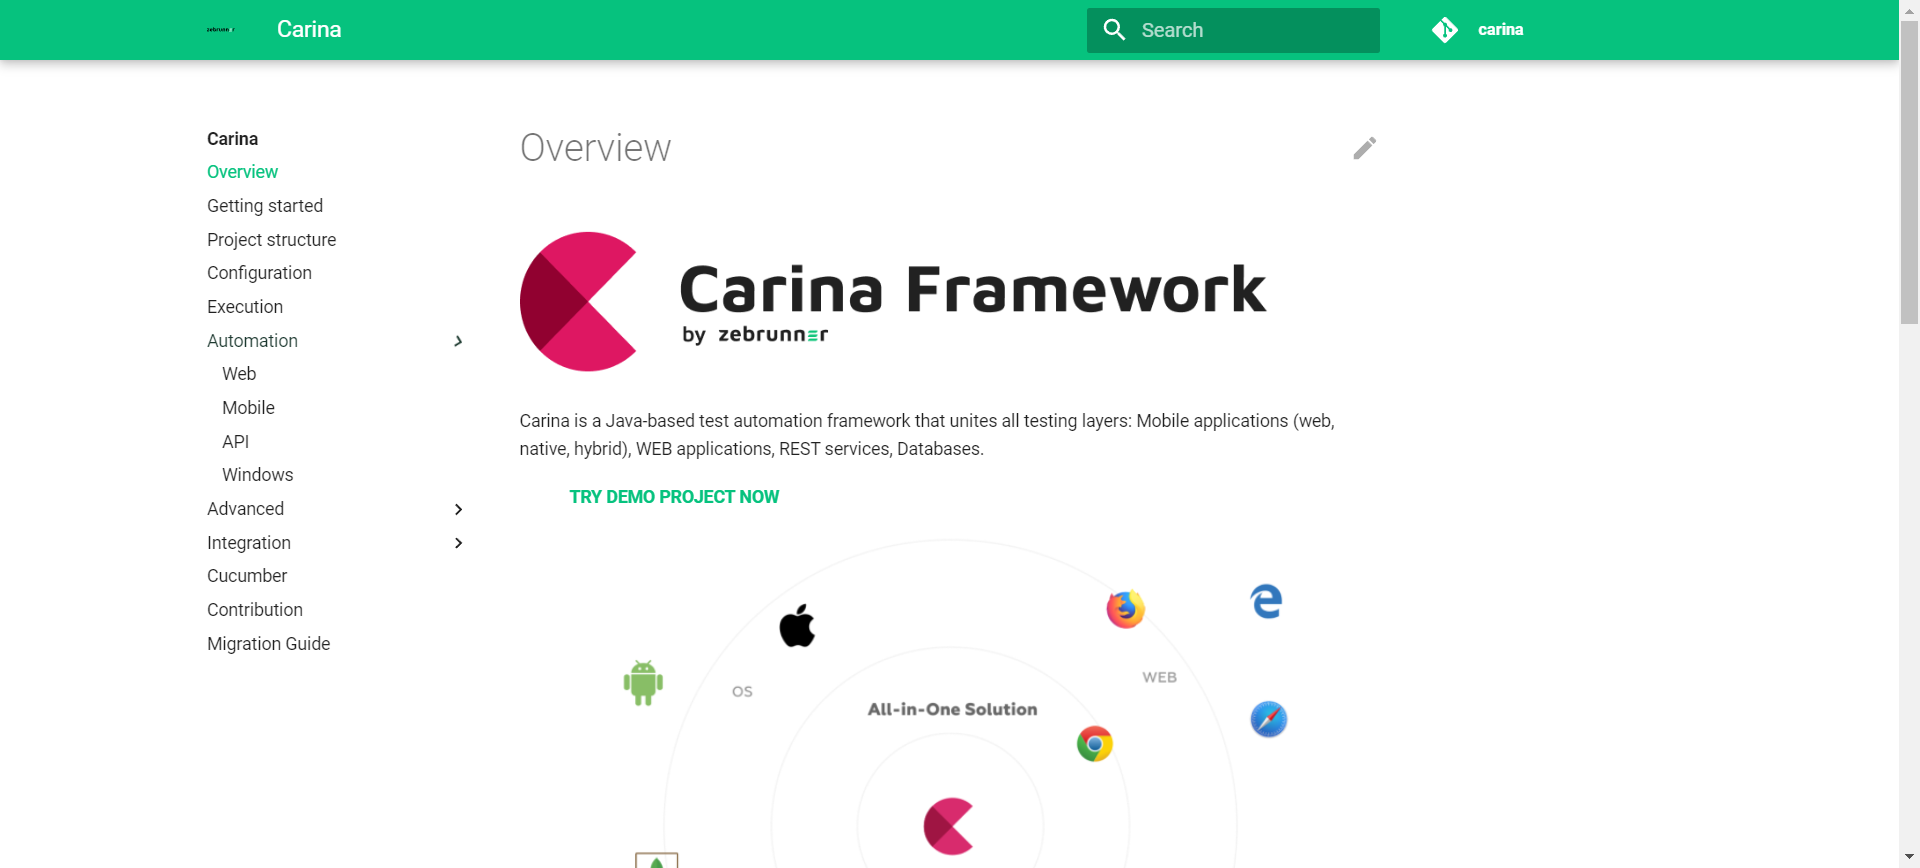 zebrunner
Carina
Search
carina
Carina
Overview
Getting started
Project structure
Configuration
Execution
Automation
Web
Mobile
API
Windows
Advanced
Integration
Cucumber
Contribution
Migration Guide
Overview
Carina Framework
by zebrunner
Carina is a Java-based test automation framework that unites all testing layers: Mobile applications (web,
native, hybrid), WEB applications, REST services, Databases.
TRY DEMO PROJECT NOW
OS
WEB
All-in-One Solution